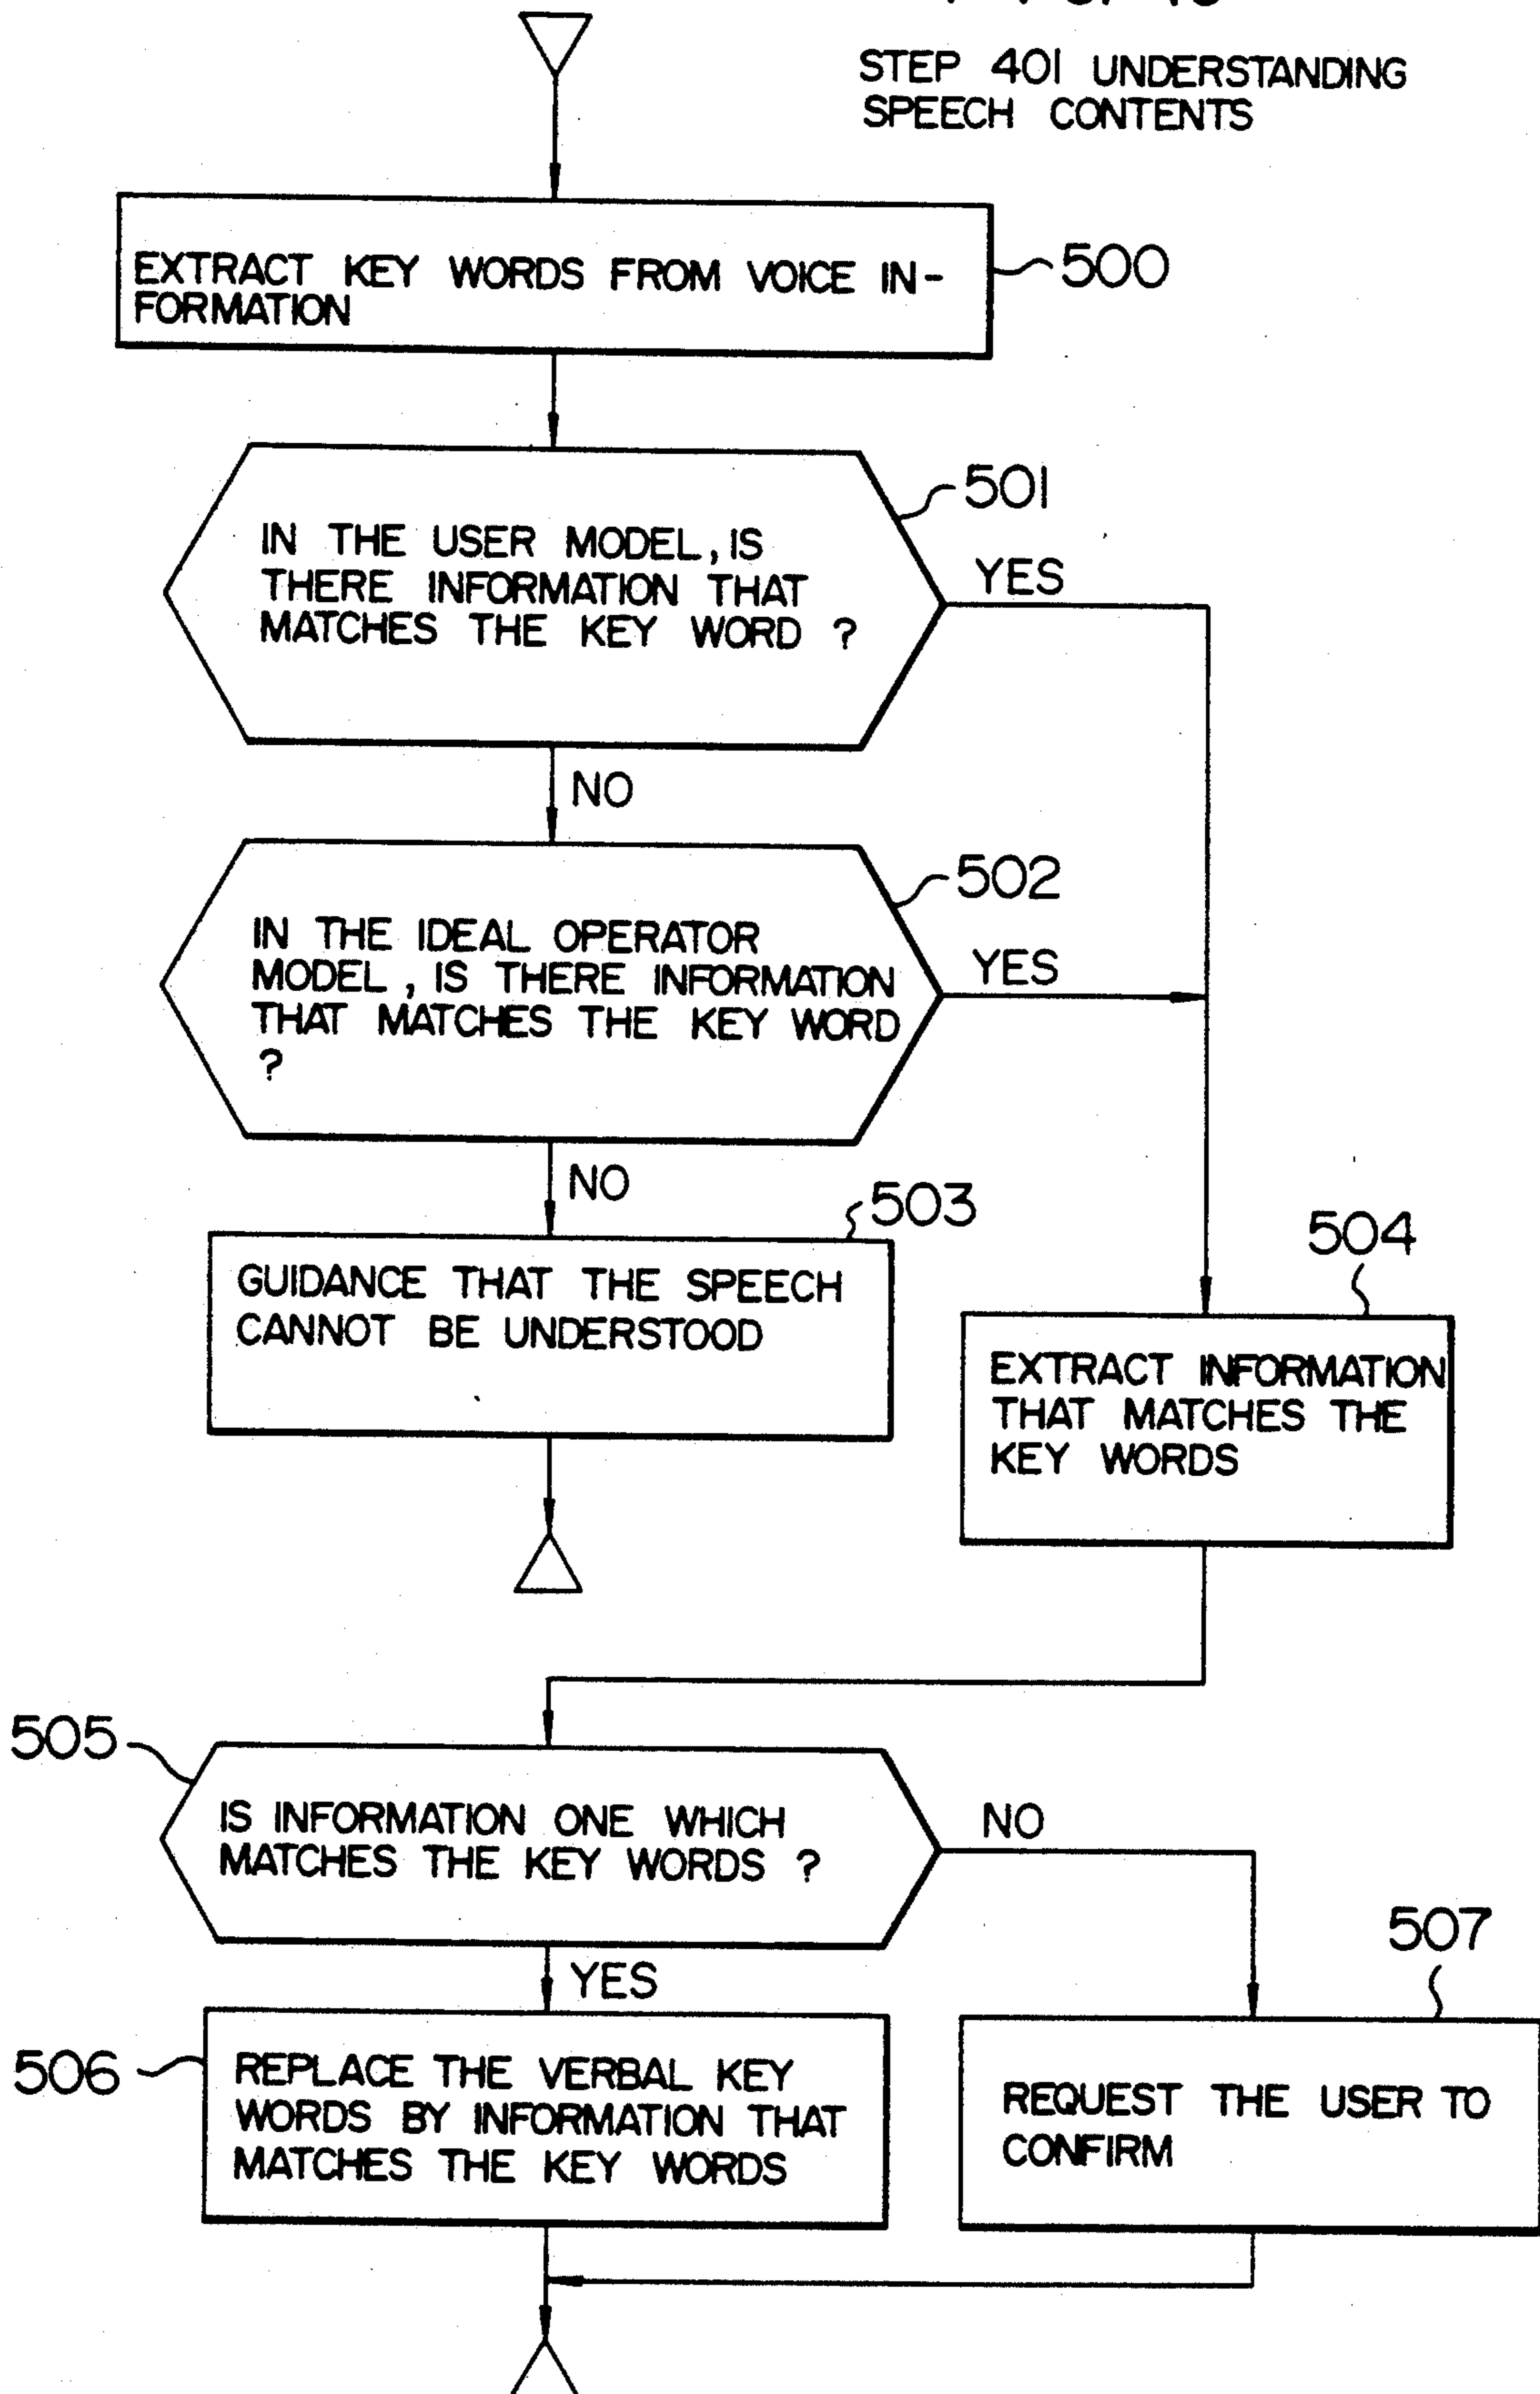 STEP 401 UNDERSTANDING
SPEECH CONTENTS
EXTRACT KEY WORDS FROM VOICE IN-
FORMATION
500
501
IN THE USER MODEL, IS
THERE INFORMATION THAT
MATCHES THE KEY WORD ?
YES
NO
502
IN THE IDEAL OPERATOR
MODEL, IS THERE INFORMATION
THAT MATCHES THE KEY WORD
?
YES
NO
503
GUIDANCE THAT THE SPEECH
CANNOT BE UNDERSTOOD
504
EXTRACT INFORMATION
THAT MATCHES THE
KEY WORDS
505
IS INFORMATION ONE WHICH
MATCHES THE KEY WORDS ?
NO
YES
506
REPLACE THE VERBAL KEY
WORDS BY INFORMATION THAT
MATCHES THE KEY WORDS
507
REQUEST THE USER TO
CONFIRM